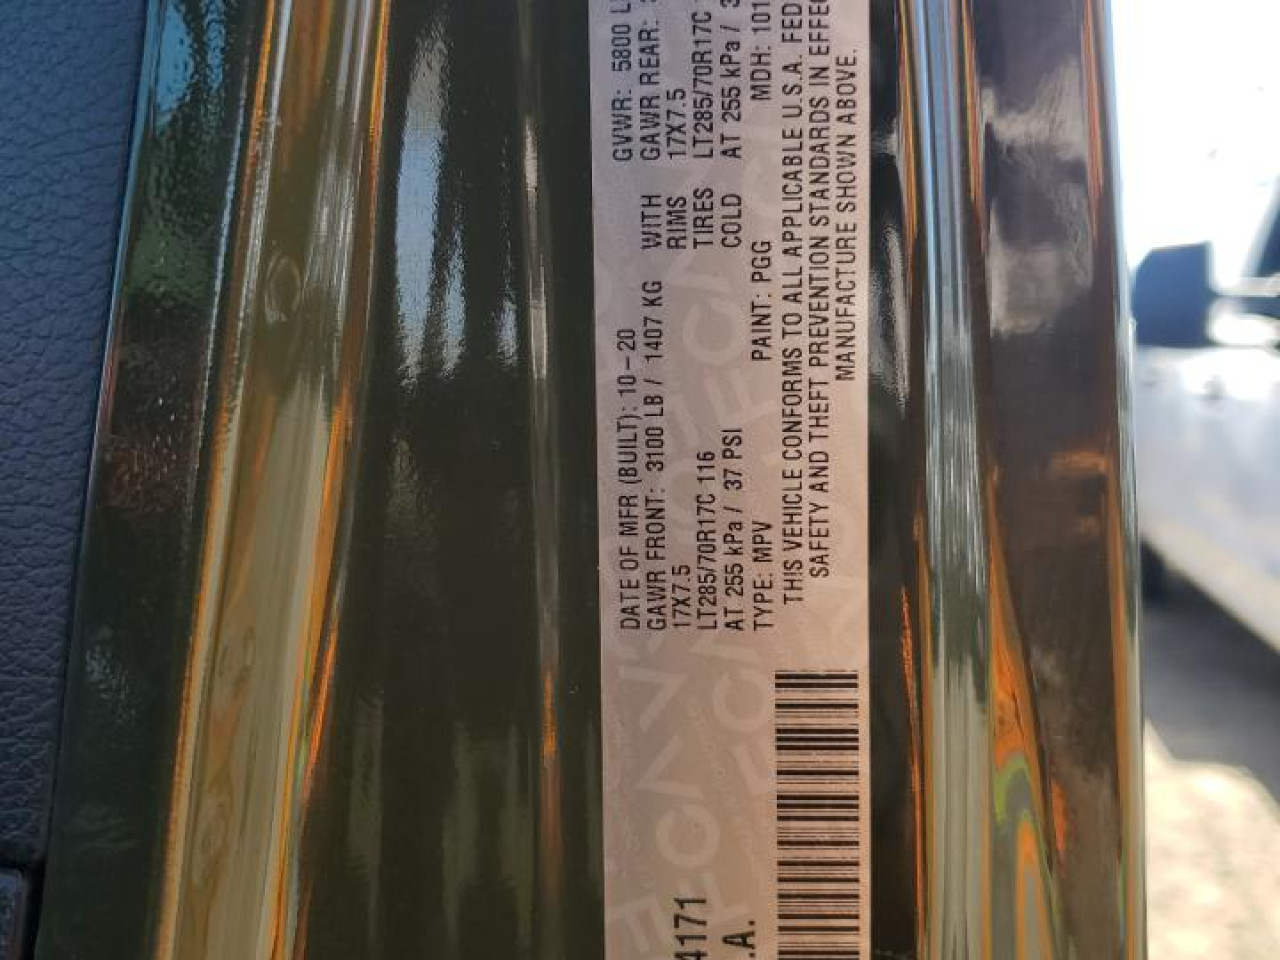 DATE OF MFR (BUILT): 10-20 GVWR: 5800 L
GAWR FRONT: 3100 LB / 1407 KG WITH GAWR REAR:
17X7.5 RIMS 17X7.5
LT285/70R17C 116 TIRES LT285/70R17C
AT 255 kPa / 37 PSI COLD AT 255 kPa / 3
TYPE: MPV PAINT: PGG MDH: 101
THIS VEHICLE CONFORMS TO ALL APPLICABLE U.S.A. FED
SAFETY AND THEFT PREVENTION STANDARDS IN EFFE
MANUFACTURE SHOWN ABOVE.
4171
.A.